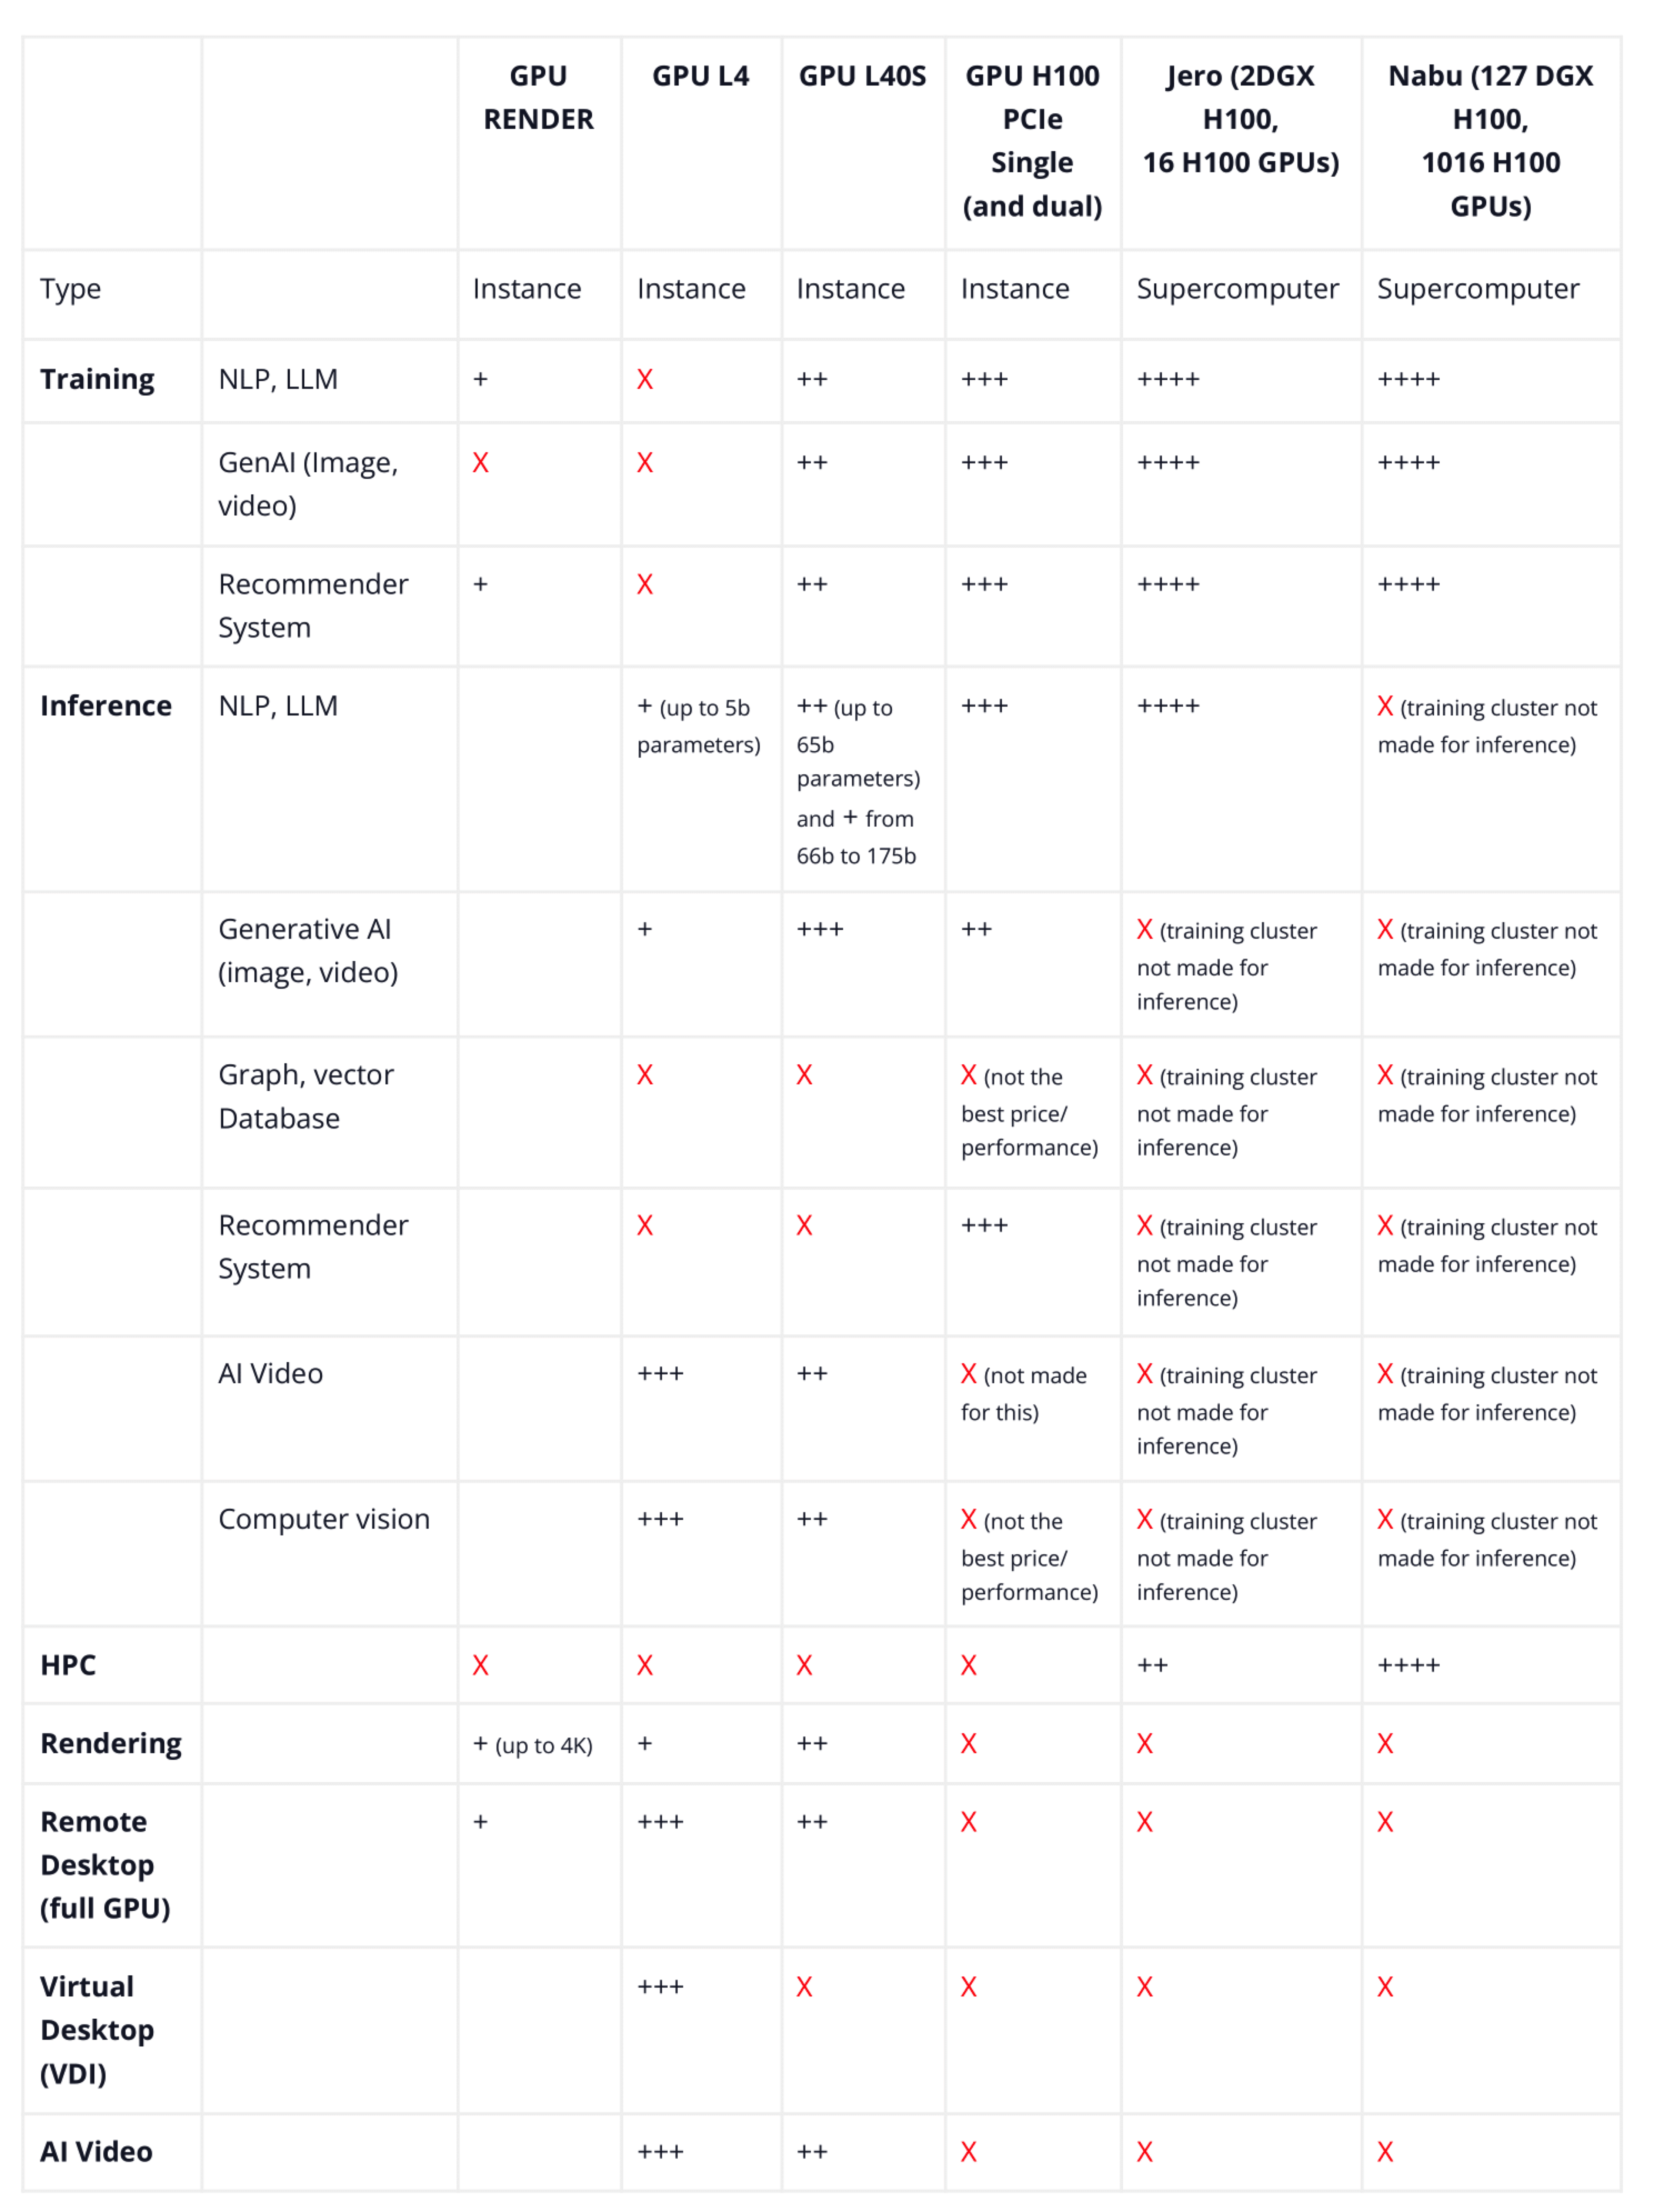 GPU RENDER
GPU L4
GPU L40S
GPU H100 PCIe Single (and dual)
Jero (2DGX H100, 16 H100 GPUs)
Nabu (127 DGX H100, 1016 H100 GPUs)
Type
Instance
Instance
Instance
Instance
Supercomputer
Supercomputer
Training
NLP, LLM
+
X
++
+++
++++
++++
GenAI (Image, video)
X
X
++
+++
++++
++++
Recommender System
+
X
++
+++
++++
++++
Inference
NLP, LLM
+ (up to 5b parameters)
++ (up to 65b parameters) and + from 66b to 175b
+++
++++
X (training cluster not made for inference)
Generative AI (image, video)
+
+++
++
X (training cluster not made for inference)
X (training cluster not made for inference)
Graph, vector Database
X
X
X (not the best price/ performance)
X (training cluster not made for inference)
X (training cluster not made for inference)
Recommender System
X
X
+++
X (training cluster not made for inference)
X (training cluster not made for inference)
AI Video
+++
++
X (not made for this)
X (training cluster not made for inference)
X (training cluster not made for inference)
Computer vision
+++
++
X (not the best price/ performance)
X (training cluster not made for inference)
X (training cluster not made for inference)
HPC
X
X
X
X
++
++++
Rendering
+ (up to 4K)
+
++
X
X
X
Remote Desktop (full GPU)
+
+++
++
X
X
X
Virtual Desktop (VDI)
+++
X
X
X
X
AI Video
+++
++
X
X
X